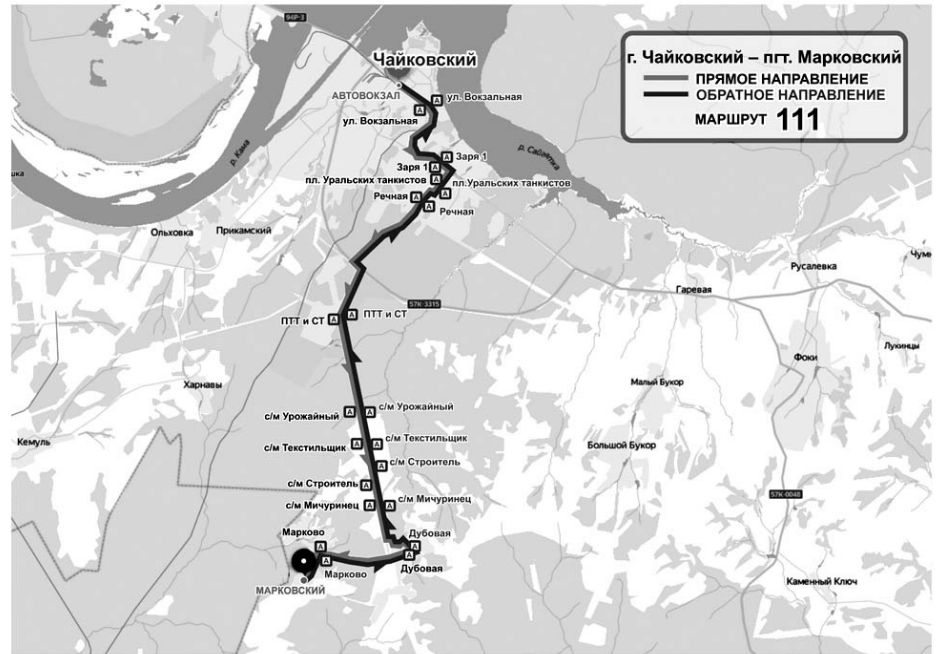 94Р-3
г. Чайковский – пгт. Марковский
ПРЯМОЕ НАПРАВЛЕНИЕ
ОБРАТНОЕ НАПРАВЛЕНИЕ
МАРШРУТ 111
Чайковский
АВТОВОКЗАЛ
ул. Вокзальная
ул. Вокзальная
р. Кама
р. Сайгатка
Заря 1
Заря 1
пл. Уральских танкистов
пл.Уральских танкистов
Речная
Речная
Ольховка
Прикамский
Русалевка
Гаревая
57К-3315
ПТТ и СТ
ПТТ и СТ
Лукинцы
Фоки
Харнавы
Малый Букор
с/м Урожайный
с/м Урожайный
Кемуль
с/м Текстильщик
с/м Текстильщик
Большой Букор
с/м Строитель
с/м Строитель
57К-0048
с/м Мичуринец
с/м Мичуринец
Марково
Дубовая
Дубовая
Марково
МАРКОВСКИЙ
Каменный Ключ